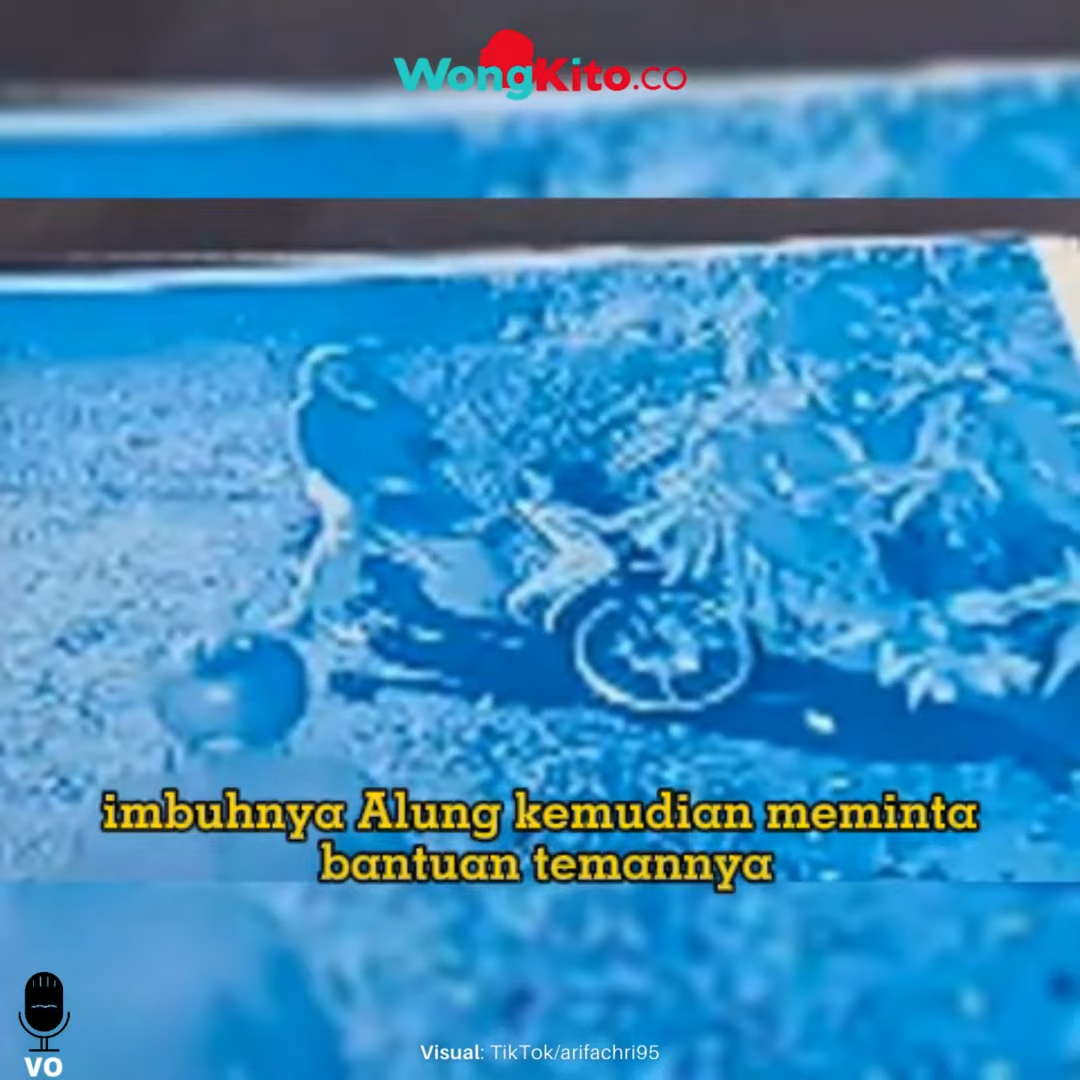 WongKito.co
imbuhnya Alung kemudian meminta
bantuan temannya
VO
Visual: TikTok/arifachri95